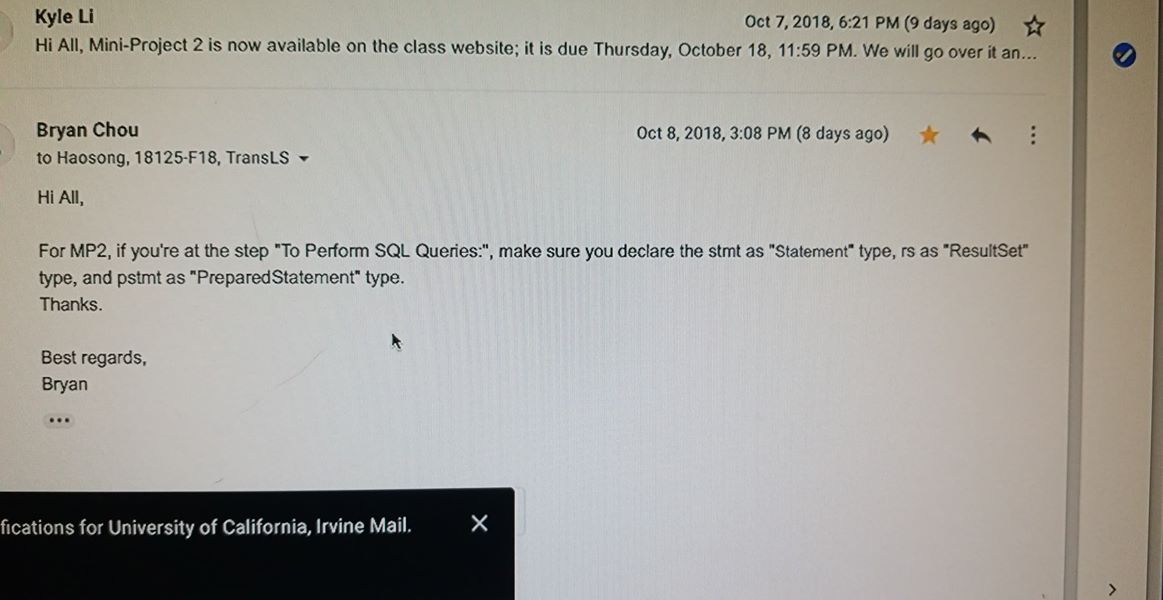 Kyle Li
Oct 7, 2018, 6:21 PM (9 days ago)
Hi All, Mini-Project 2 is now available on the class website; it is due Thursday, October 18, 11:59 PM. We will go over it an...
Bryan Chou
Oct 8, 2018, 3:08 PM (8 days ago)
to Haosong, 18125-F18, TransLS
Hi All,
For MP2, if you're at the step "To Perform SQL Queries:", make sure you declare the stmt as "Statement" type, rs as "ResultSet"
type, and pstmt as "PreparedStatement" type.
Thanks.
Best regards,
Bryan
•••
fications for University of California, Irvine Mail.